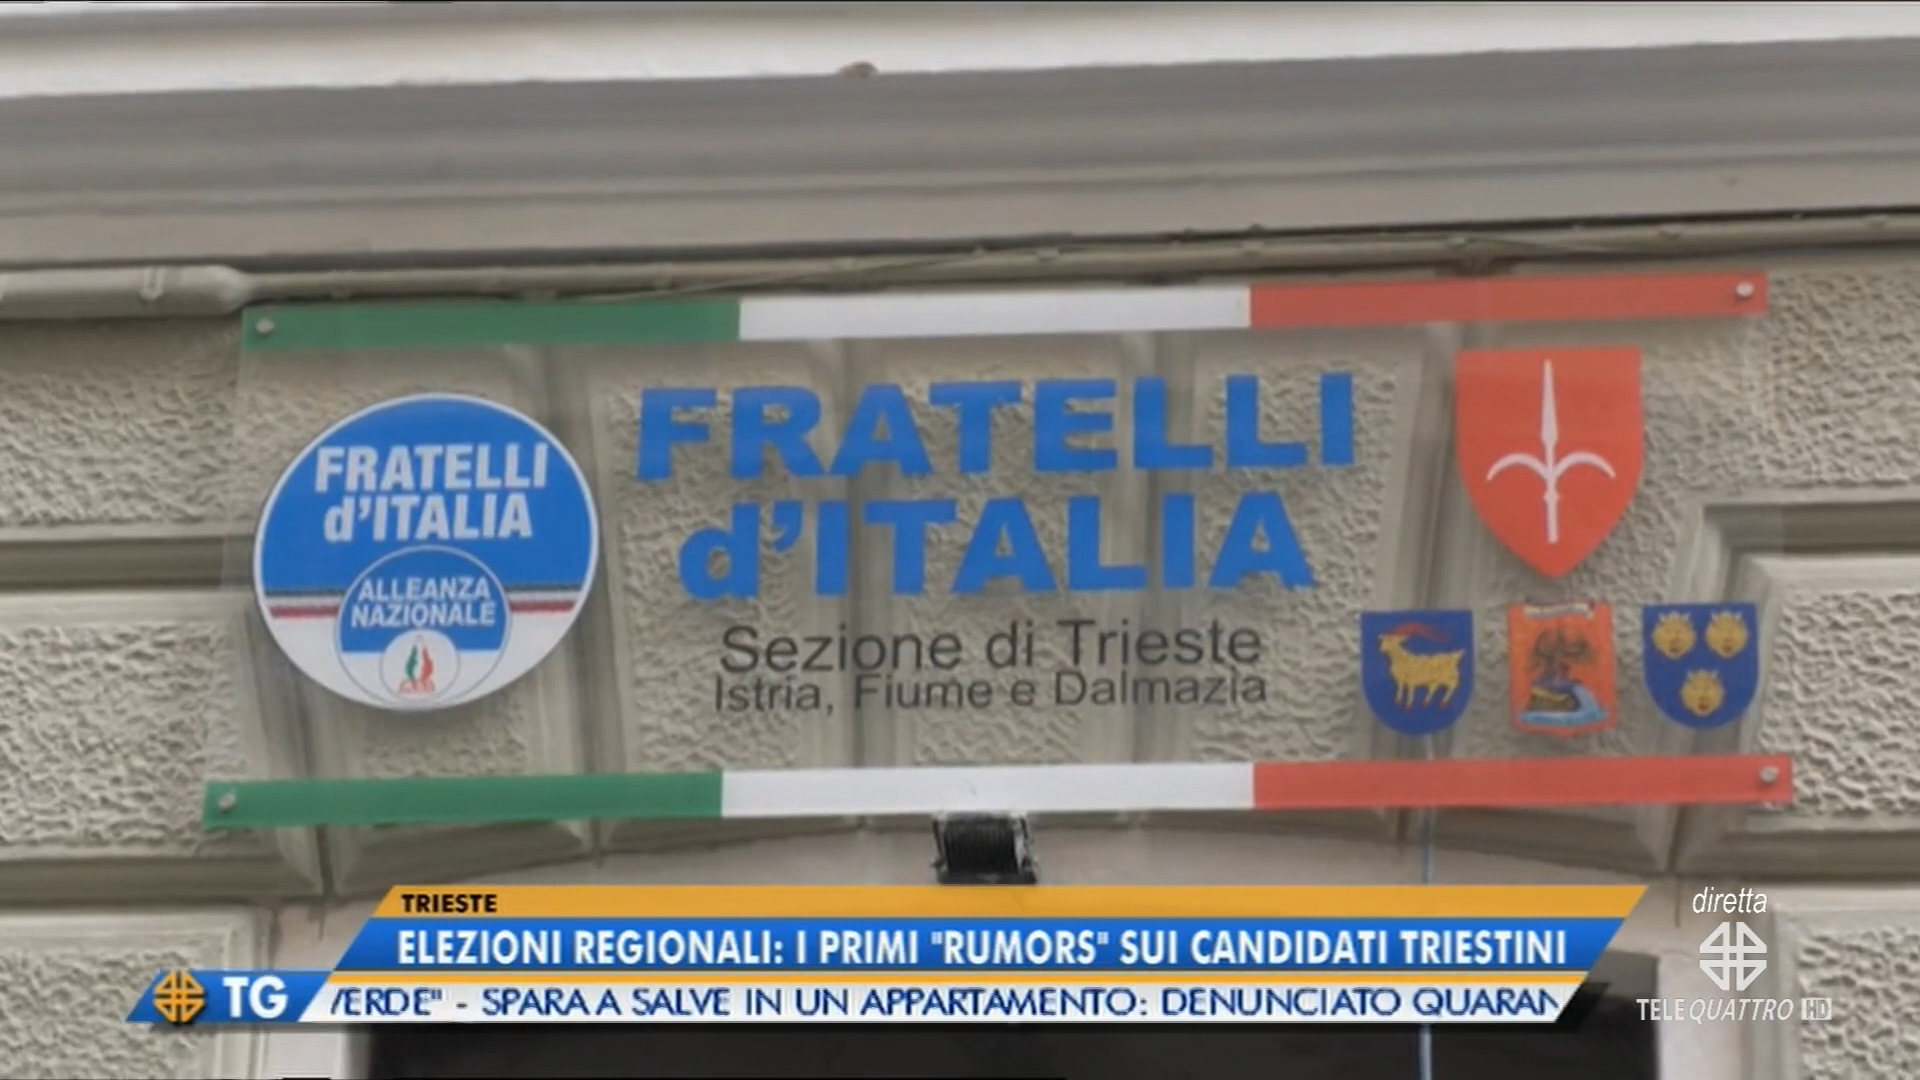 FRATELLI
d'ITALIA
ALLEANZA
NAZIONALE
FRATELLI
d'ITALIA
Sezione di Trieste
Istria, Fiume e Dalmazia
TRIESTE
ELEZIONI REGIONALI: I PRIMI "RUMORS" SUI CANDIDATI TRIESTINI
TG
VERDE" - SPARA A SALVE IN UN APPARTAMENTO: DENUNCIATO QUARAN
diretta
TELEQUATTRO HD